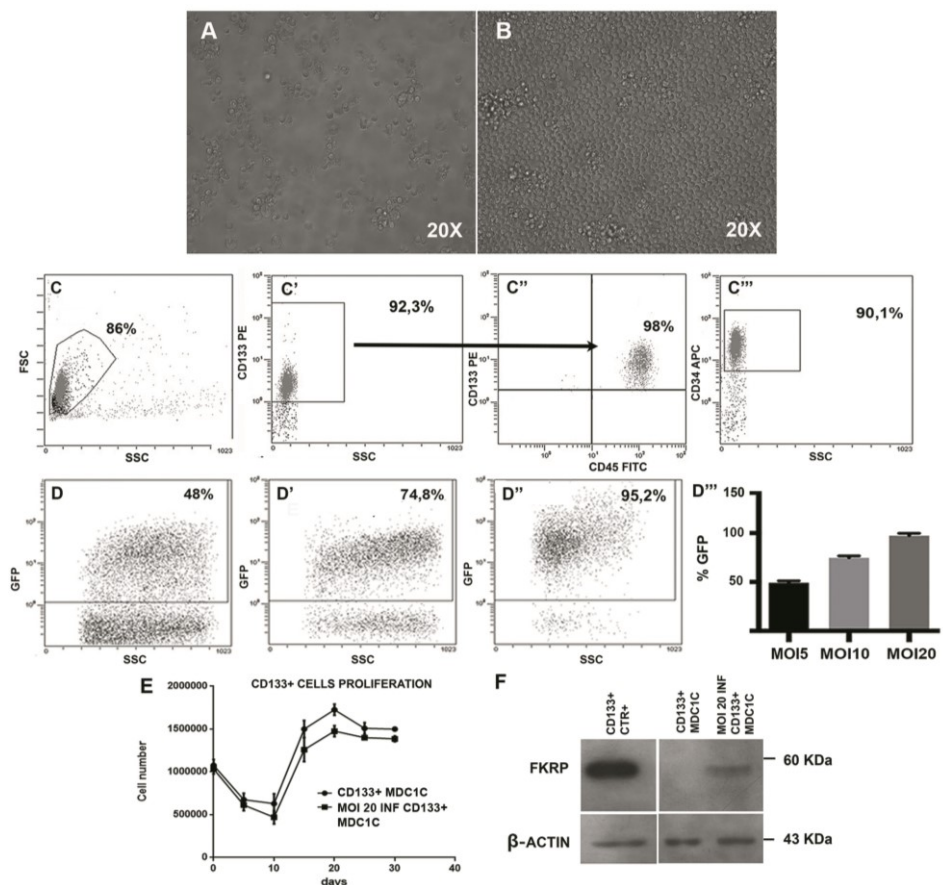 A
20X
B
20X
C
86%
FSC
SSC
1023
C'
92,3%
CD133 PE
SSC
1023
C''
98%
CD133 PE
CD45 FITC
C'''
90,1%
CD34 APC
SSC
1023
D
48%
GFP
SSC
1023
D'
74,8%
GFP
SSC
1023
D''
95,2%
GFP
SSC
1023
D'''
150
100
50
% GFP
MOI5 MOI10 MOI20
E
CD133+ CELLS PROLIFERATION
2000000
1500000
1000000
500000
0
Cell number
CD133+ MDC1C
MOI 20 INF CD133+
MDC1C
0 10 20 30 40
days
F
CD133+
CTR+
CD133+
MDC1C
MOI 20 INF
CD133+
MDC1C
FKRP
60 KDa
β-ACTIN
43 KDa